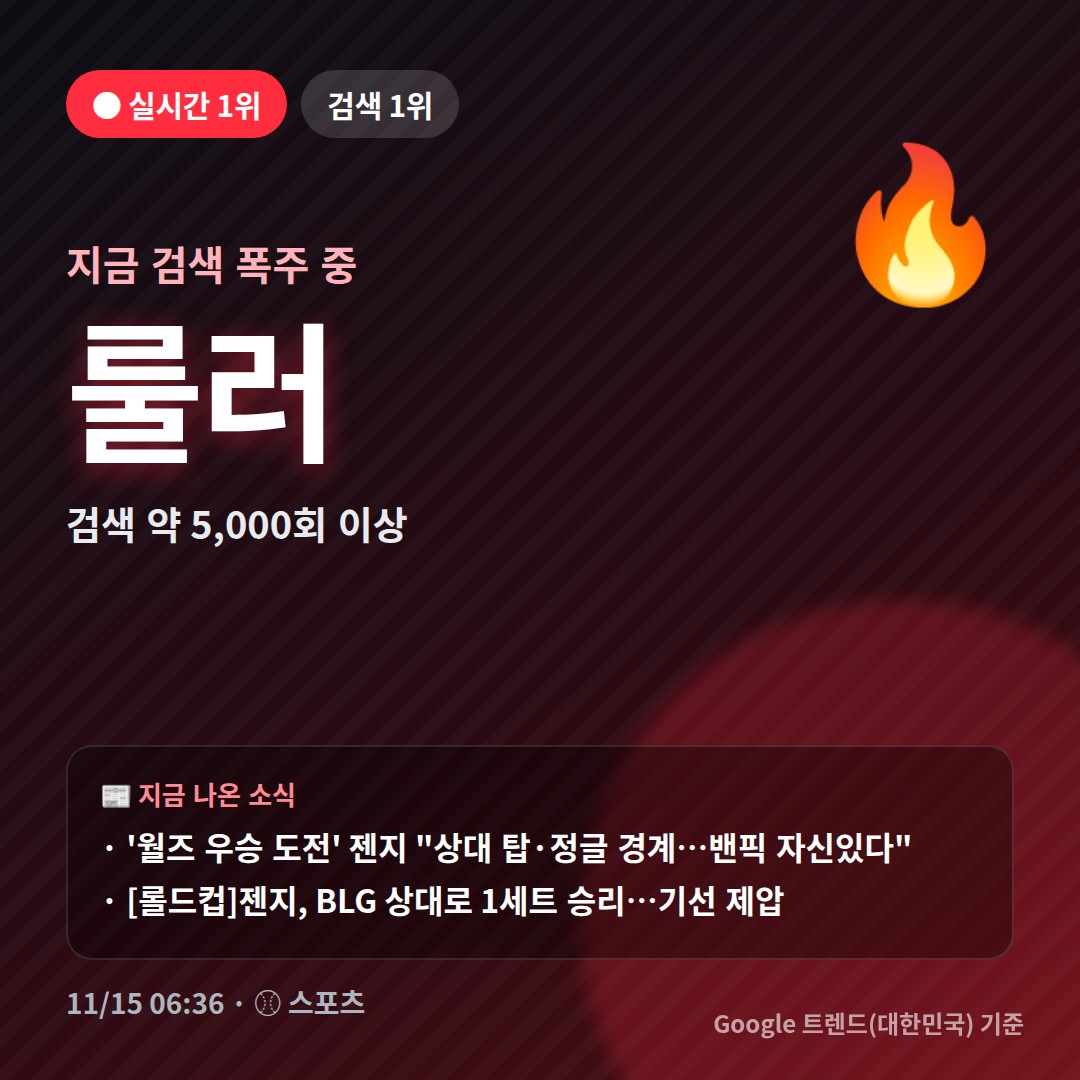 실시간 1위
검색 1위
지금 검색 폭주 중
룰러
검색 약 5,000회 이상
지금 나온 소식
· '월즈 우승 도전' 젠지 "상대 탑·정글 경계…밴픽 자신있다"
· [롤드컵]젠지, BLG 상대로 1세트 승리…기선 제압
11/15 06:36 · ⚾ 스포츠
Google 트렌드(대한민국) 기준